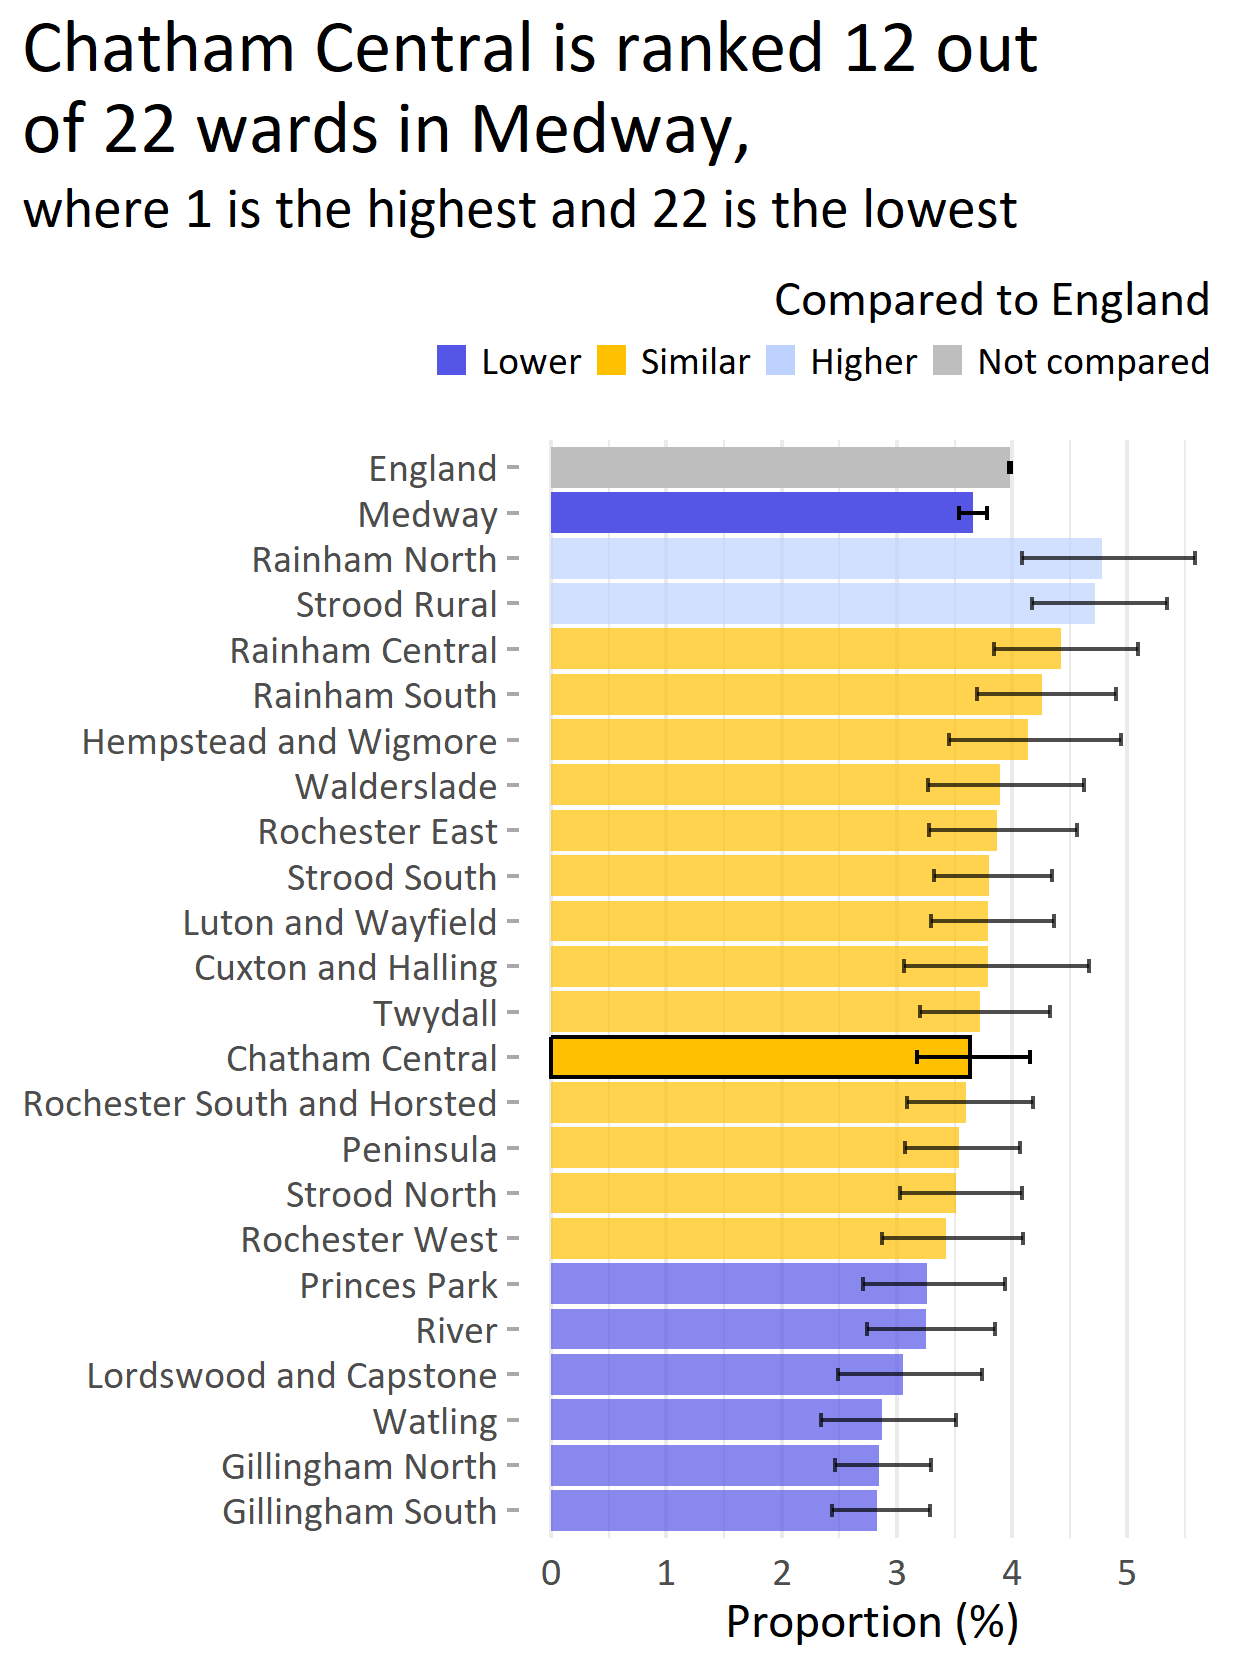 Chatham Central is ranked 12 out
of 22 wards in Medway,
where 1 is the highest and 22 is the lowest
Compared to England
Lower Similar Higher Not compared
England
Medway
Rainham North
Strood Rural
Rainham Central
Rainham South
Hempstead and Wigmore
Walderslade
Rochester East
Strood South
Luton and Wayfield
Cuxton and Halling
Twydall
Chatham Central
Rochester South and Horsted
Peninsula
Strood North
Rochester West
Princes Park
River
Lordswood and Capstone
Watling
Gillingham North
Gillingham South
0 1 2 3 4 5
Proportion (%)